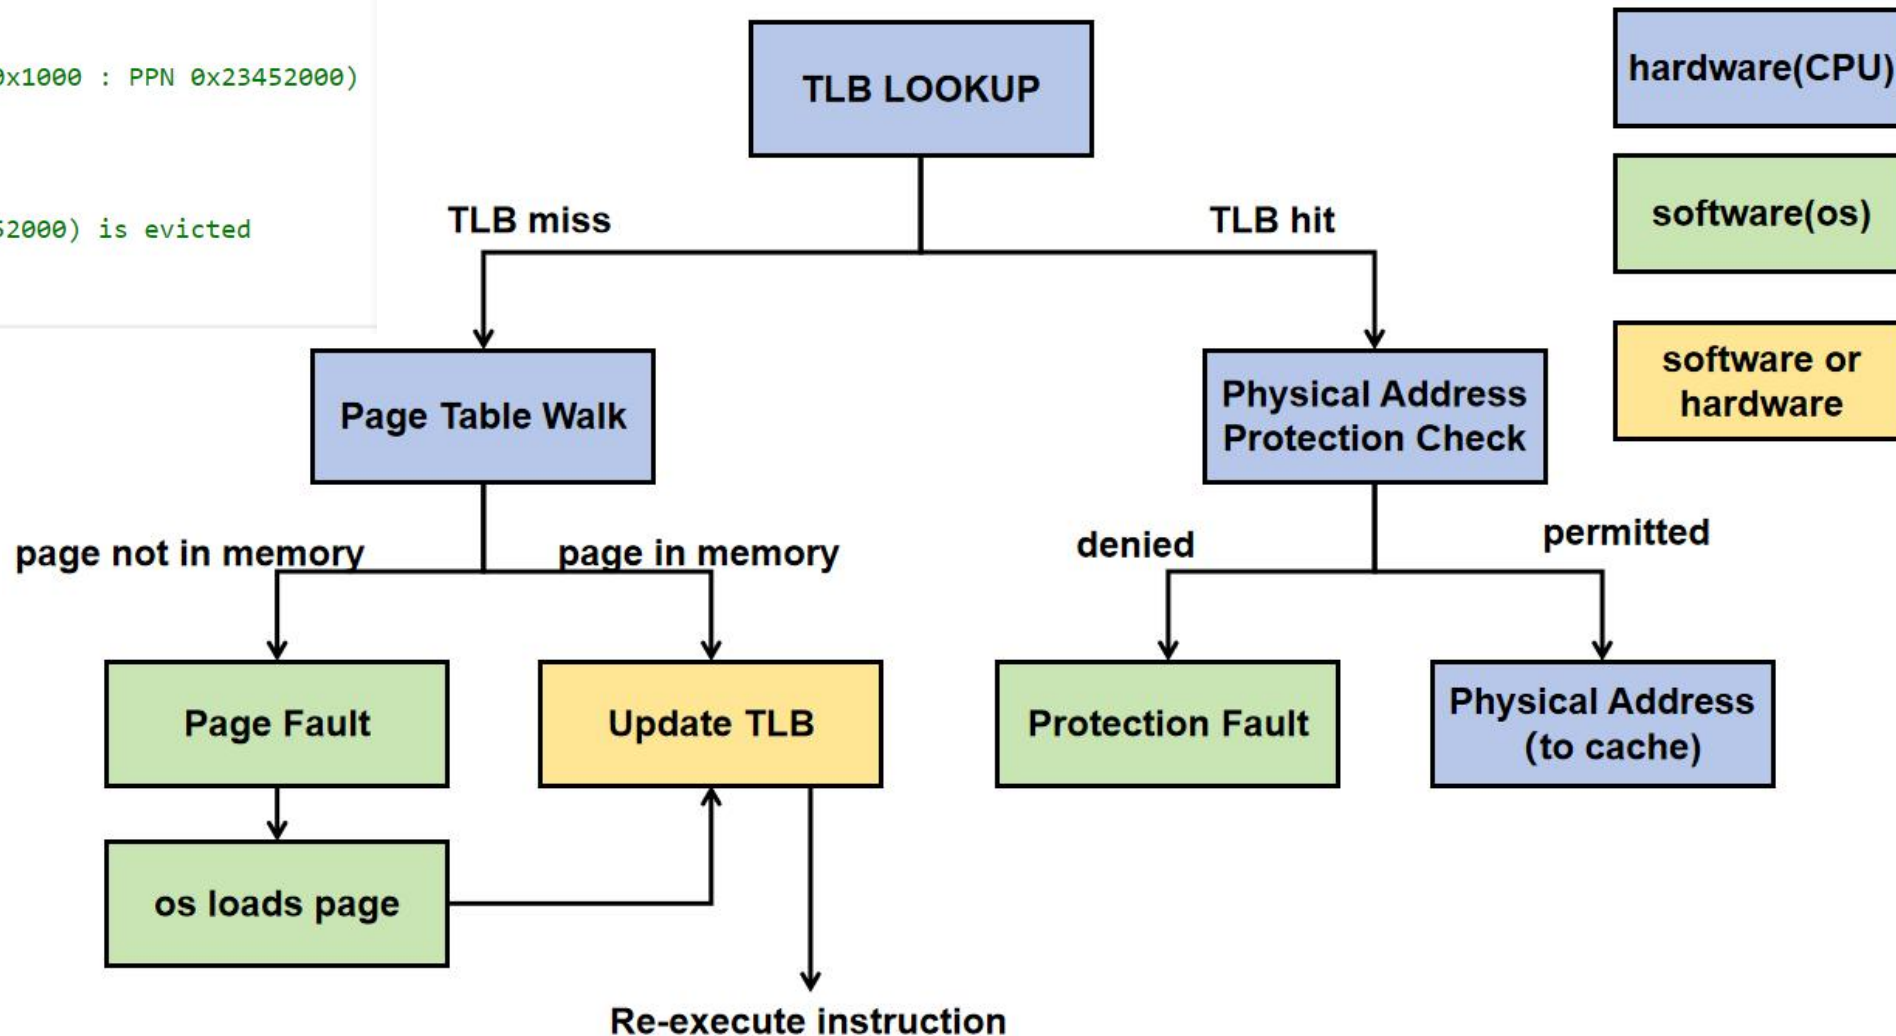 0x1000 : PPN 0x23452000)
52000) is evicted
TLB LOOKUP
TLB miss
TLB hit
Page Table Walk
Physical Address
Protection Check
page not in memory
page in memory
denied
permitted
Page Fault
Update TLB
Protection Fault
Physical Address
(to cache)
os loads page
Re-execute instruction
hardware(CPU)
software(os)
software or
hardware